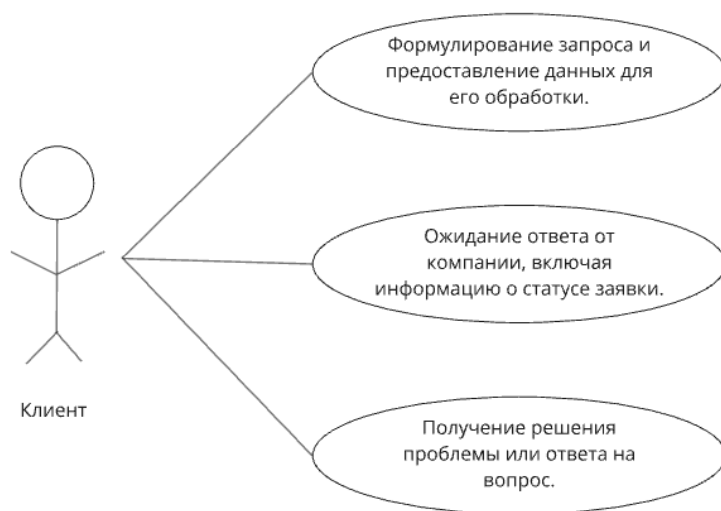 Формулирование запроса и
предоставление данных для
его обработки.
Ожидание ответа от
компании, включая
информацию о статусе заявки.
Клиент
Получение решения
проблемы или ответа на
вопрос.